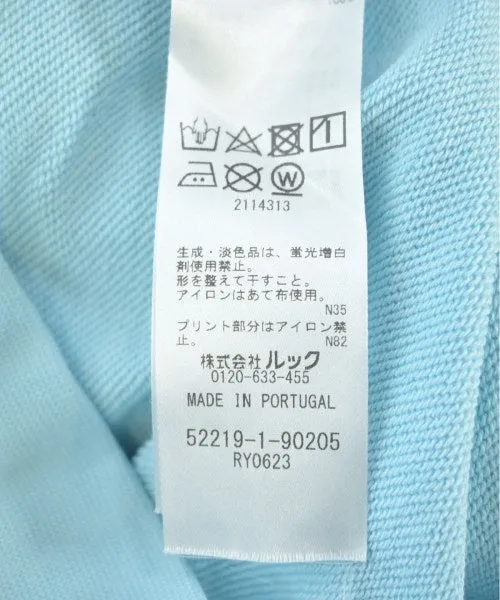 W
2114313
生成・淡色品は、蛍光増白
剤使用禁止。
形を整えて干すこと。
アイロンはあて布使用。
N35
プリント部分はアイロン禁
止。
N82
株式会社ルック
0120-633-455
MADE IN PORTUGAL
52219-1-90205
RY0623